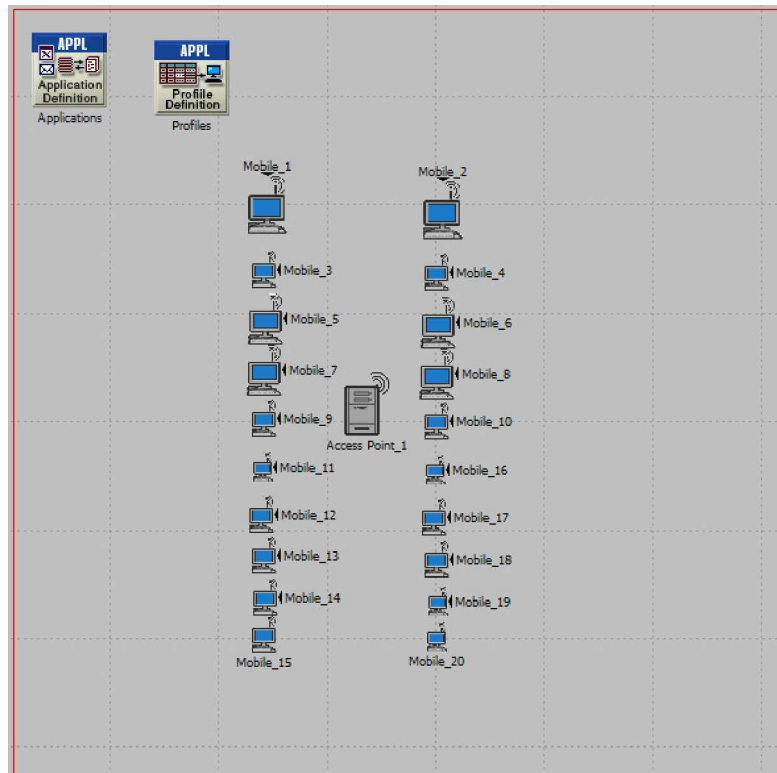 APPL
Application
Definition
Applications
APPL
Profile
Definition
Profiles
Mobile_1
Mobile_2
Mobile_3
Mobile_4
Mobile_5
Mobile_6
Mobile_7
Mobile_8
Mobile_9
Mobile_10
Access Point_1
Mobile_11
Mobile_16
Mobile_12
Mobile_17
Mobile_13
Mobile_18
Mobile_14
Mobile_19
Mobile_15
Mobile_20